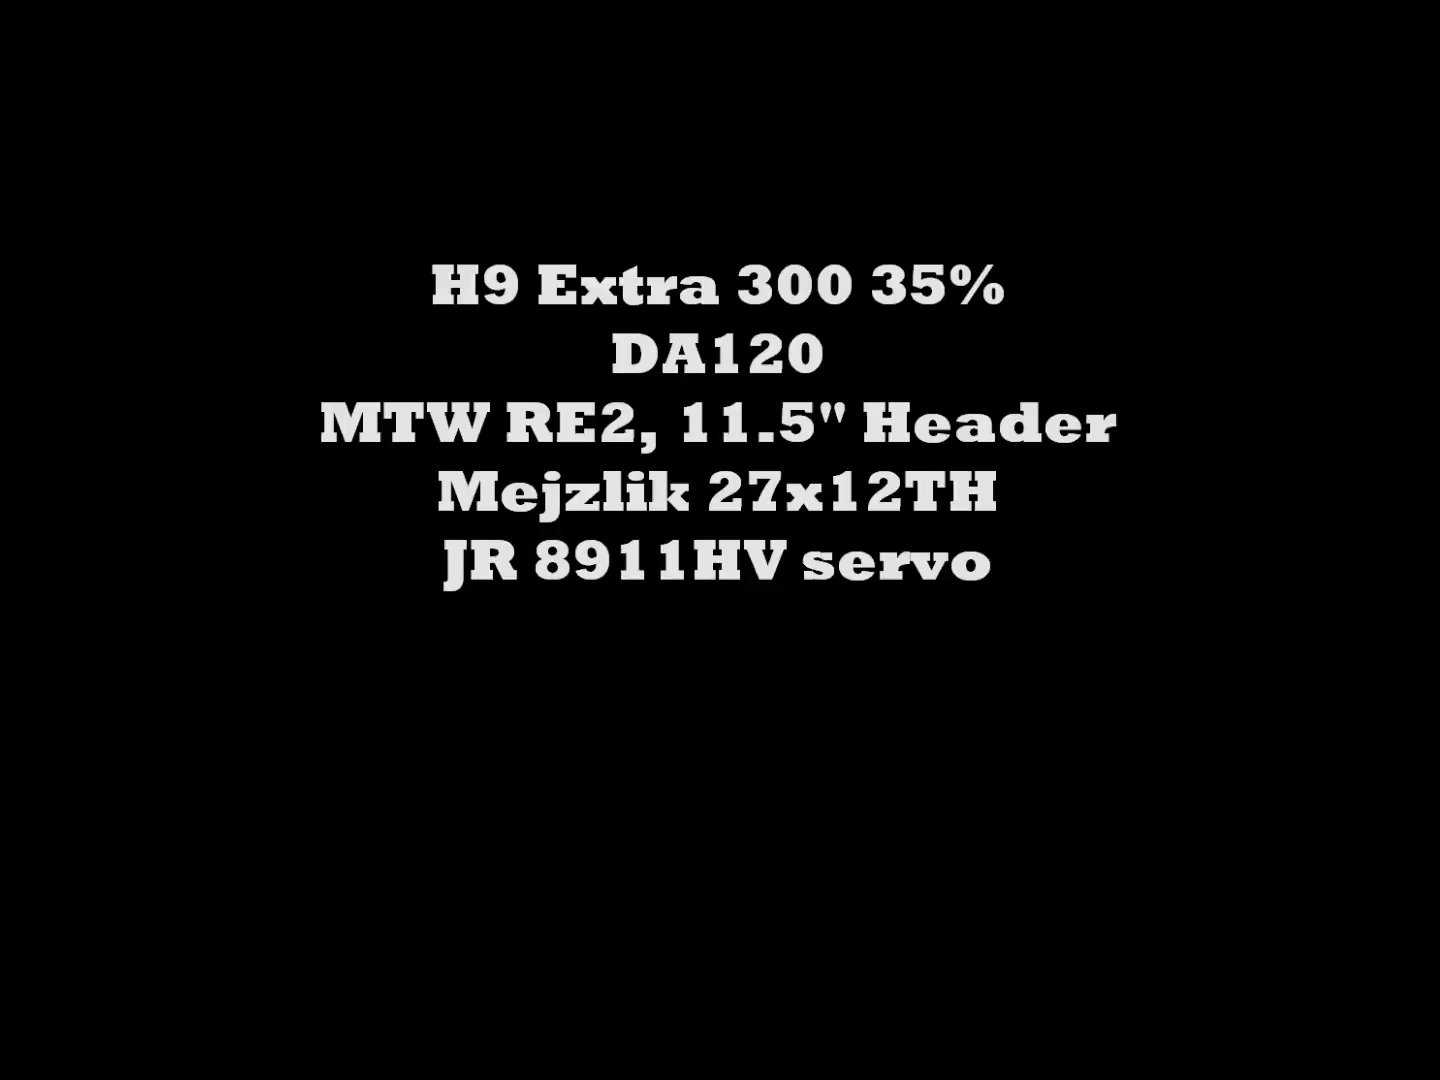 H9 Extra 300 35%
DA120
MTW RE2, 11.5" Header
Mejzlik 27x12TH
JR 8911HV servo